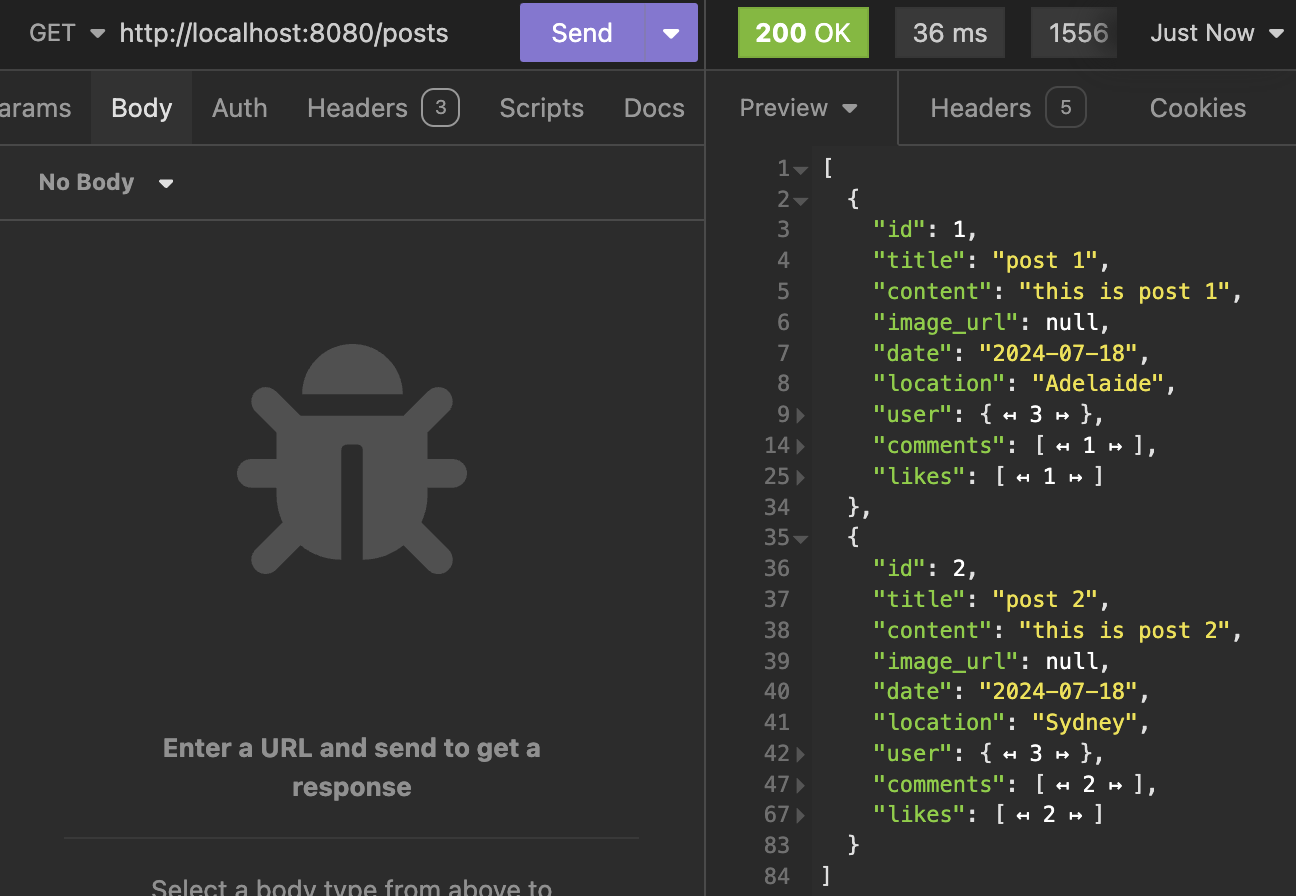 GET http://localhost:8080/posts Send
200 OK 36 ms 1556 Just Now
arams Body Auth Headers 3 Scripts Docs
Preview Headers 5 Cookies
No Body
Enter a URL and send to get a
response
Select a body type from above to
1 [
2 {
3 "id": 1,
4 "title": "post 1",
5 "content": "this is post 1",
6 "image_url": null,
7 "date": "2024-07-18",
8 "location": "Adelaide",
9 "user": { ↤ 3 ↦ },
14 "comments": [ ↤ 1 ↦ ],
25 "likes": [ ↤ 1 ↦ ]
34 },
35 {
36 "id": 2,
37 "title": "post 2",
38 "content": "this is post 2",
39 "image_url": null,
40 "date": "2024-07-18",
41 "location": "Sydney",
42 "user": { ↤ 3 ↦ },
47 "comments": [ ↤ 2 ↦ ],
67 "likes": [ ↤ 2 ↦ ]
83 }
84 ]